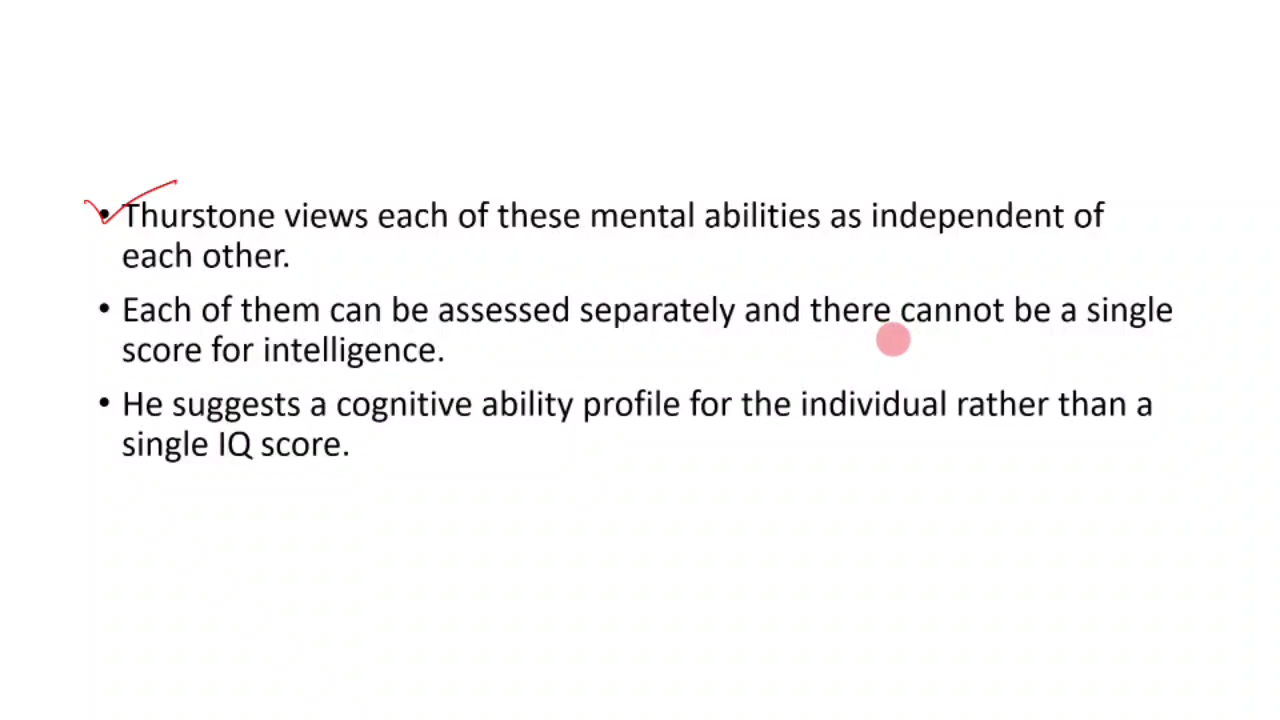 • Thurstone views each of these mental abilities as independent of
each other.
• Each of them can be assessed separately and there cannot be a single
score for intelligence.
• He suggests a cognitive ability profile for the individual rather than a
single IQ score.